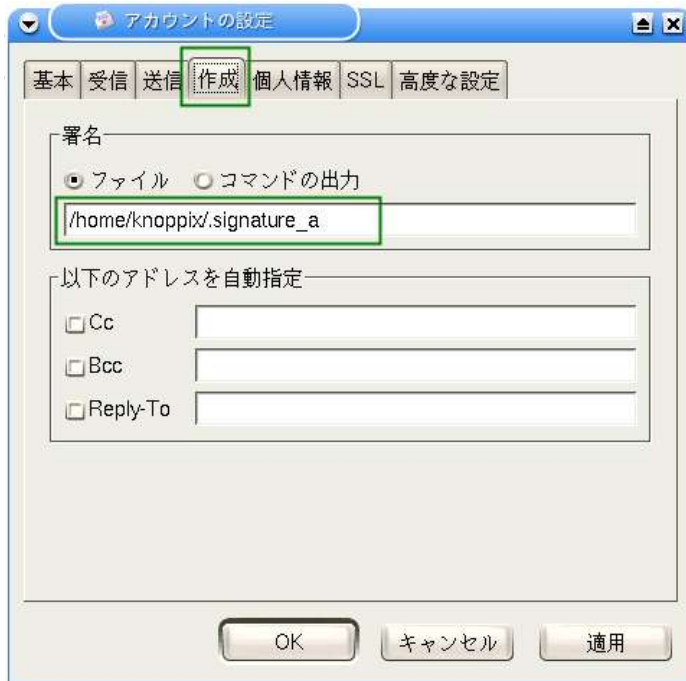 アカウントの設定
基本 受信 送信 作成 個人情報 SSL 高度な設定
署名
ファイル コマンドの出力
/home/knoppix/.signature_a
以下のアドレスを自動指定
Cc
Bcc
Reply-To
OK キャンセル 適用